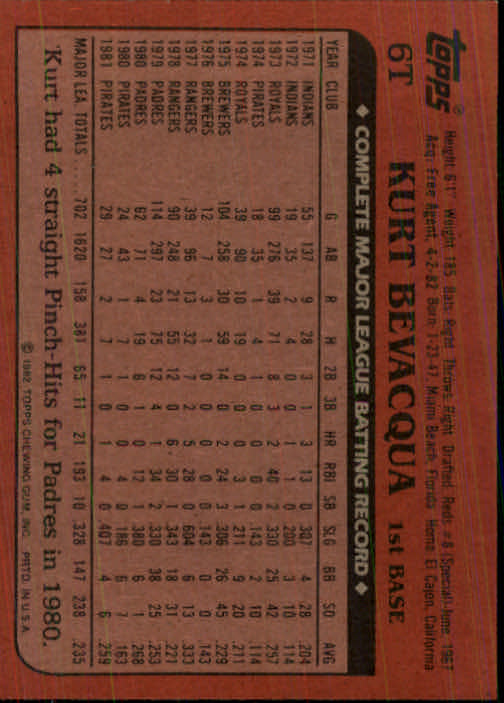 topps®
6T KURT BEVACQUA 1st BASE
Height 6'1" Weight 185 Bats Right Throws Right Drafted Reds #8 (Special)-June, 1967
Acq: Free Agent, 4-2-82 Born: 1-23-47 Miami Beach, Florida Home: El Cajon, California
◆ COMPLETE MAJOR LEAGUE BATTING RECORD ◆
YEAR CLUB G AB R H 2B 3B HR RBI SB SLG BB SO AVG
1971 INDIANS 55 137 9 28 3 1 3 13 0 .307 4 28 .204
1972 INDIANS 19 35 2 4 0 0 1 1 0 .200 3 10 .114
1973 ROYALS 99 276 39 71 8 3 2 40 2 .330 25 42 .257
1974 PIRATES 18 35 1 4 1 0 0 0 0 .143 2 10 .114
1974 ROYALS 39 90 10 19 0 0 0 3 1 .211 9 20 .211
1975 BREWERS 104 258 30 59 14 0 2 24 3 .306 26 45 .229
1976 BREWERS 12 7 3 1 0 0 0 0 0 .143 0 0 .143
1977 RANGERS 39 96 13 32 7 2 5 28 0 .604 6 13 .333
1978 RANGERS 90 248 21 55 12 0 6 30 1 .343 18 31 .221
1979 PADRES 114 297 23 75 12 4 1 34 2 .330 38 25 .253
1980 PADRES 62 71 4 19 6 1 0 12 1 .380 6 1 .268
1980 PIRATES 24 43 1 7 1 0 0 4 0 .186 6 7 .163
1981 PIRATES 29 27 2 7 1 0 1 4 0 .407 4 6 .259
MAJOR LEA. TOTALS.... 702 1620 158 381 65 11 21 193 10 .328 147 238 .235
Kurt had 4 straight Pinch-Hits for Padres in 1980.
© 1982 TOPPS CHEWING GUM, INC. PRTD. IN U.S.A.